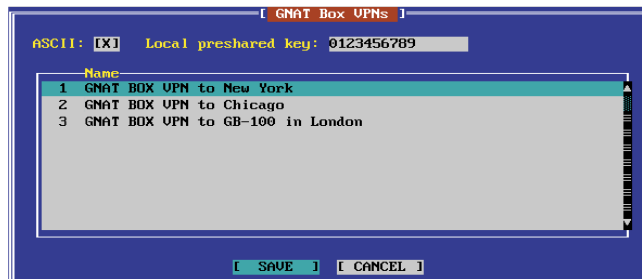 [ GNAT Box VPNs ]
ASCII: [X] Local preshared key: 0123456789
Name
1 GNAT BOX VPN to New York
2 GNAT BOX VPN to Chicago
3 GNAT BOX VPN to GB-100 in London
[ SAVE ] [ CANCEL ]